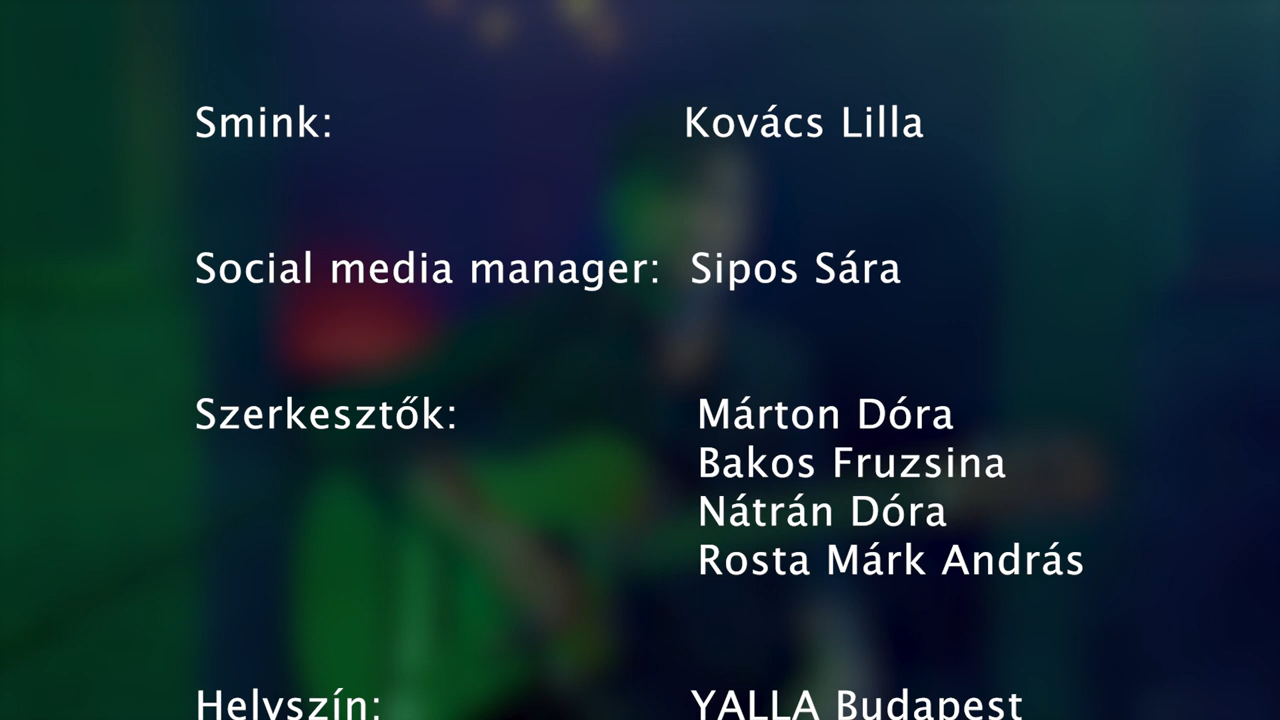 Smink: Kovács Lilla
Social media manager: Sipos Sára
Szerkesztők: Márton Dóra
Bakos Fruzsina
Nátrán Dóra
Rosta Márk András
Helyszín: YALLA Budapest